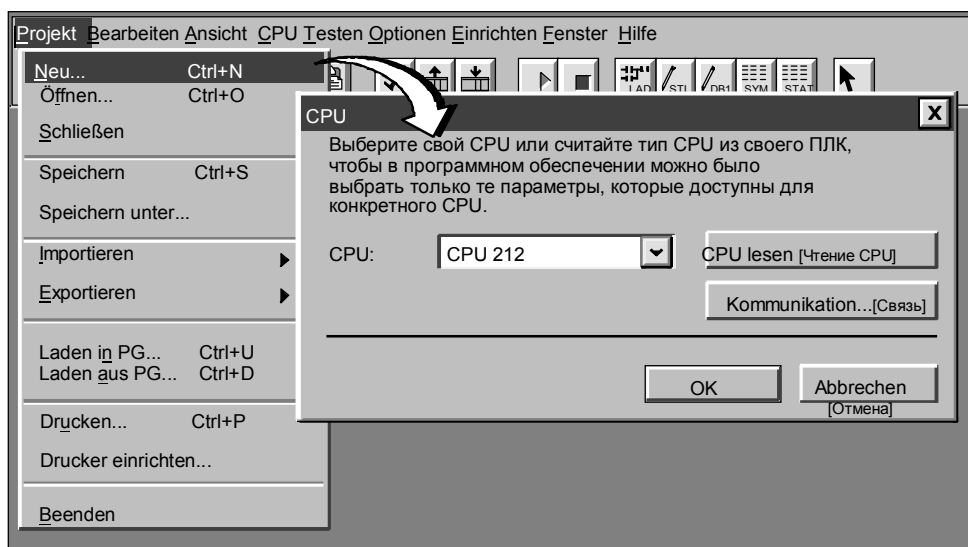 Projekt Bearbeiten Ansicht CPU Testen Optionen Einrichten Fenster Hilfe
Neu... Ctrl+N
Öffnen... Ctrl+O
Schließen
Speichern Ctrl+S
Speichern unter...
Importieren
Exportieren
Laden in PG... Ctrl+U
Laden aus PG... Ctrl+D
Drucken... Ctrl+P
Drucker einrichten...
Beenden
LAD STL DB1 SYM STAT
CPU X
Выберите свой CPU или считайте тип CPU из своего ПЛК,
чтобы в программном обеспечении можно было
выбрать только те параметры, которые доступны для
конкретного CPU.
CPU: CPU 212 CPU lesen [Чтение CPU]
Kommunikation...[Связь]
OK Abbrechen
[Отмена]